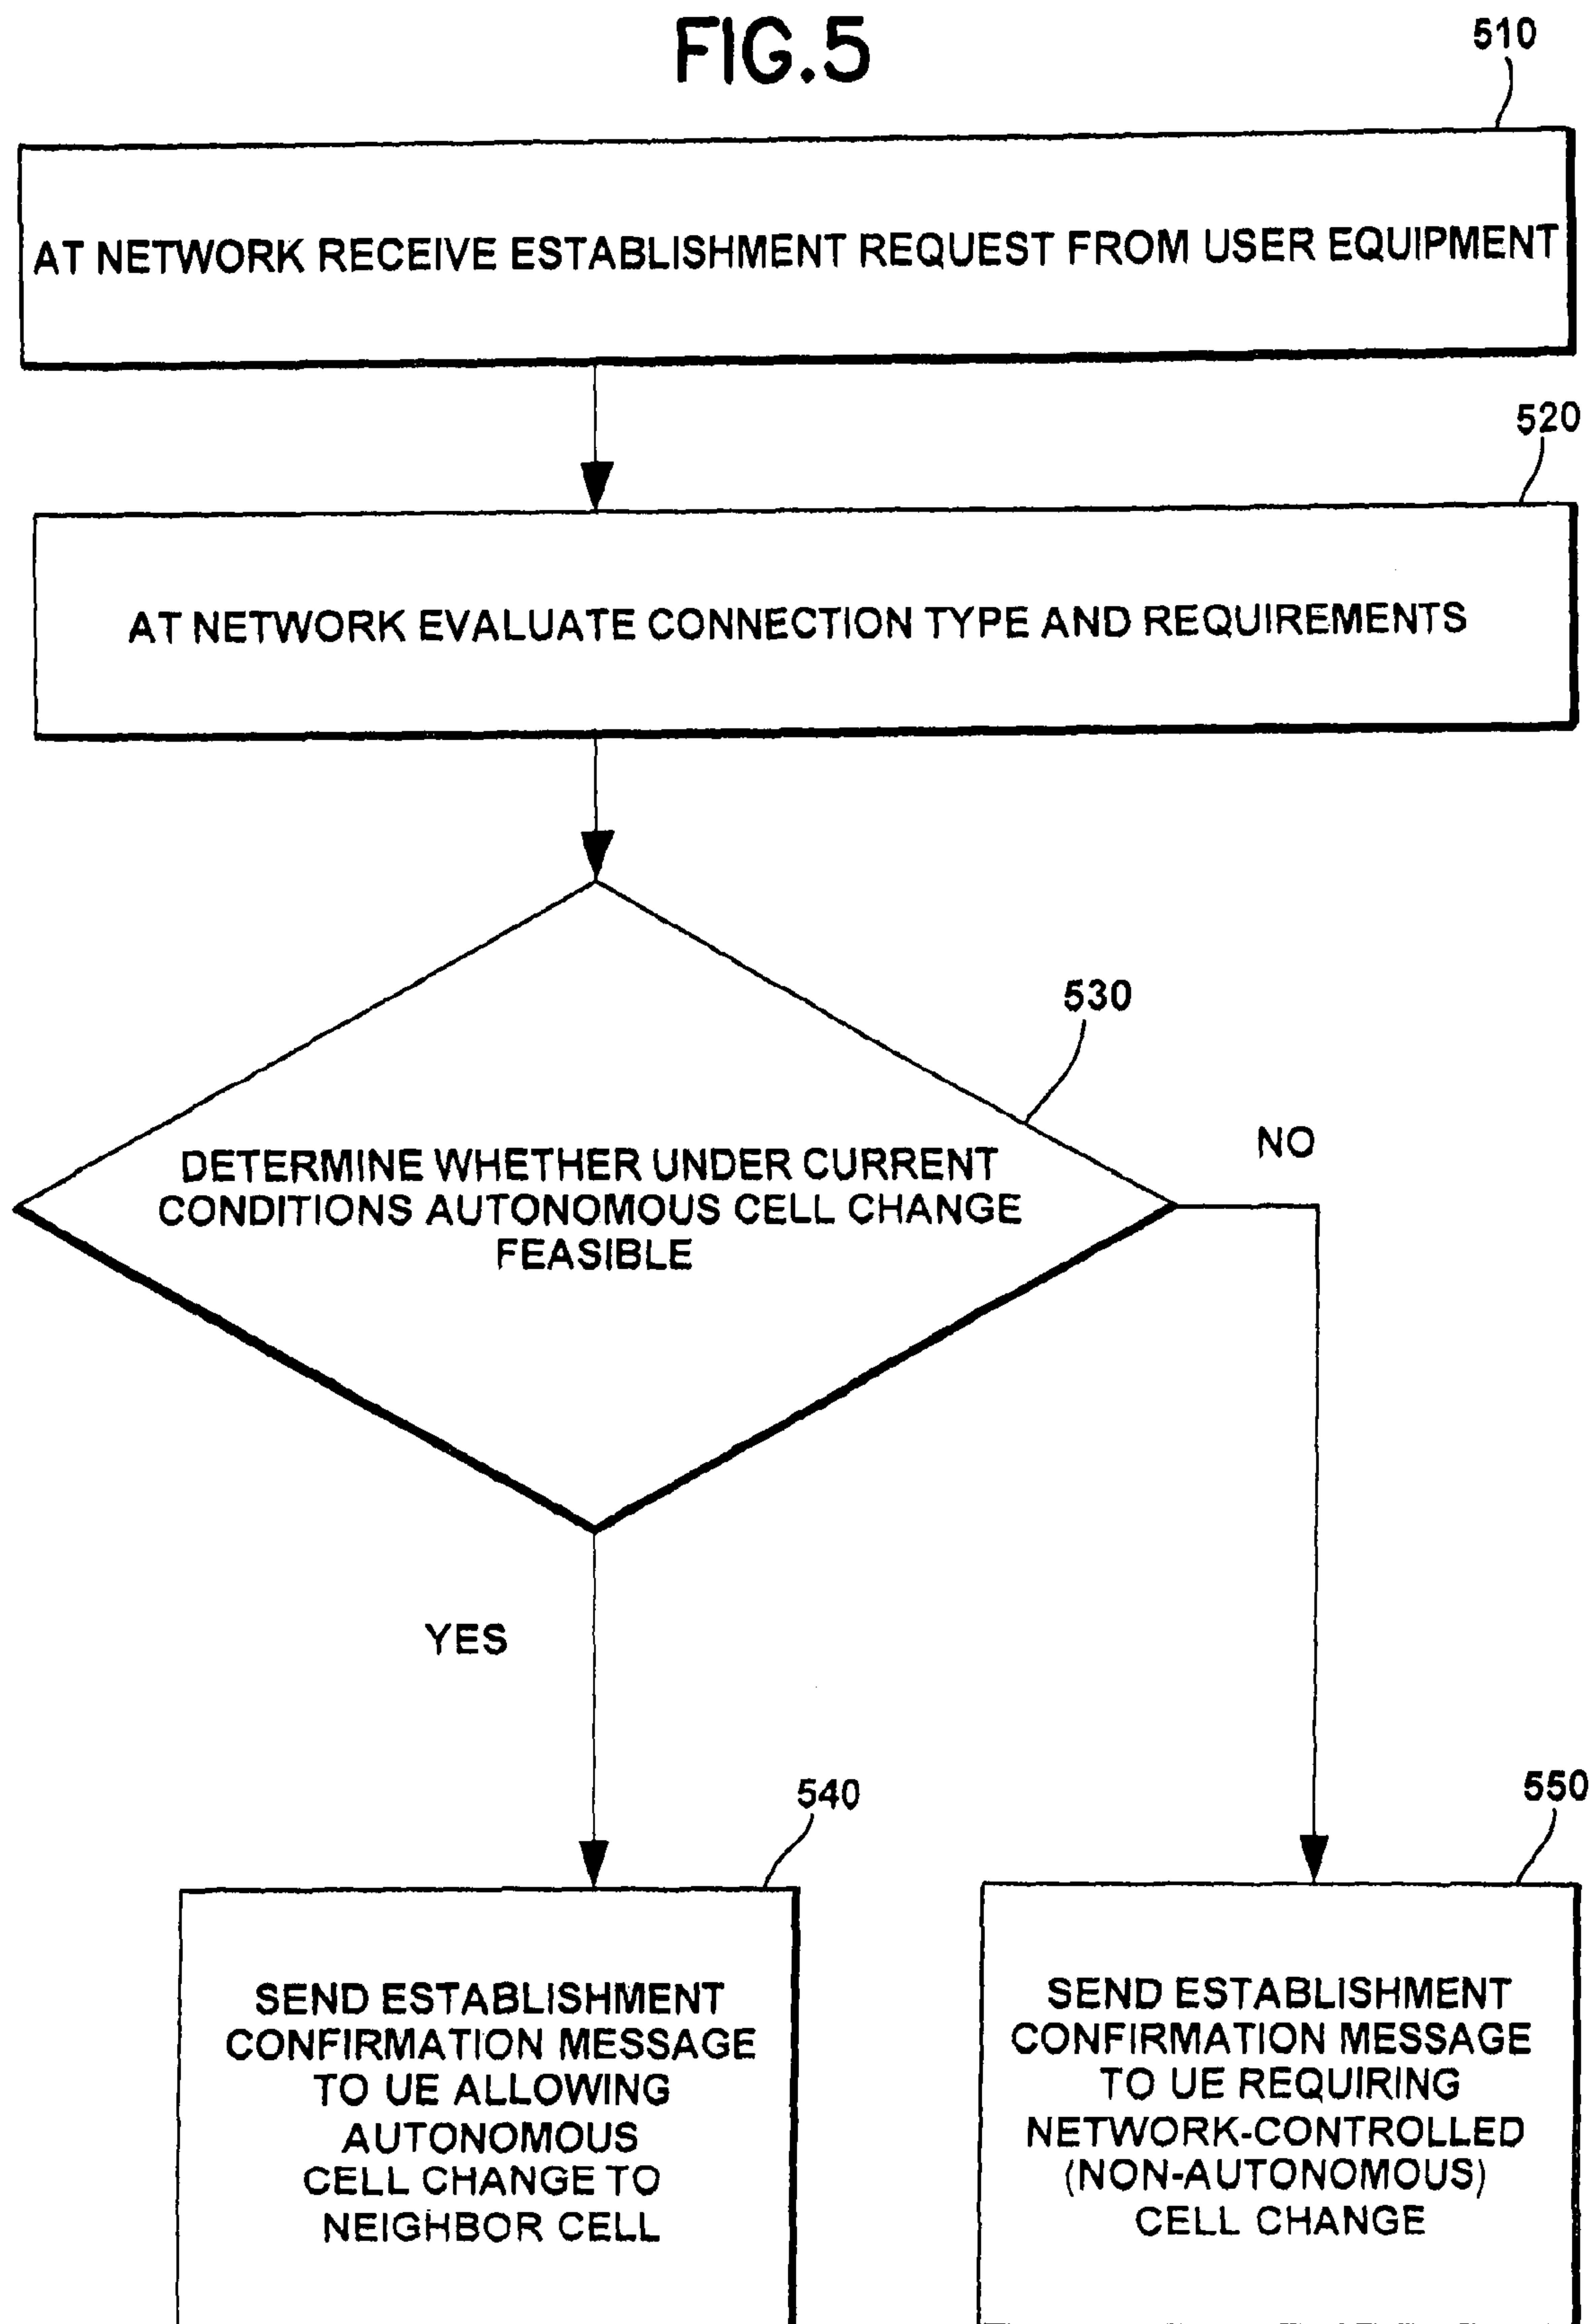 FIG.5
510
AT NETWORK RECEIVE ESTABLISHMENT REQUEST FROM USER EQUIPMENT
520
AT NETWORK EVALUATE CONNECTION TYPE AND REQUIREMENTS
530
DETERMINE WHETHER UNDER CURRENT
CONDITIONS AUTONOMOUS CELL CHANGE
FEASIBLE
NO
YES
540
SEND ESTABLISHMENT
CONFIRMATION MESSAGE
TO UE ALLOWING
AUTONOMOUS
CELL CHANGE TO
NEIGHBOR CELL
550
SEND ESTABLISHMENT
CONFIRMATION MESSAGE
TO UE REQUIRING
NETWORK-CONTROLLED
(NON-AUTONOMOUS)
CELL CHANGE